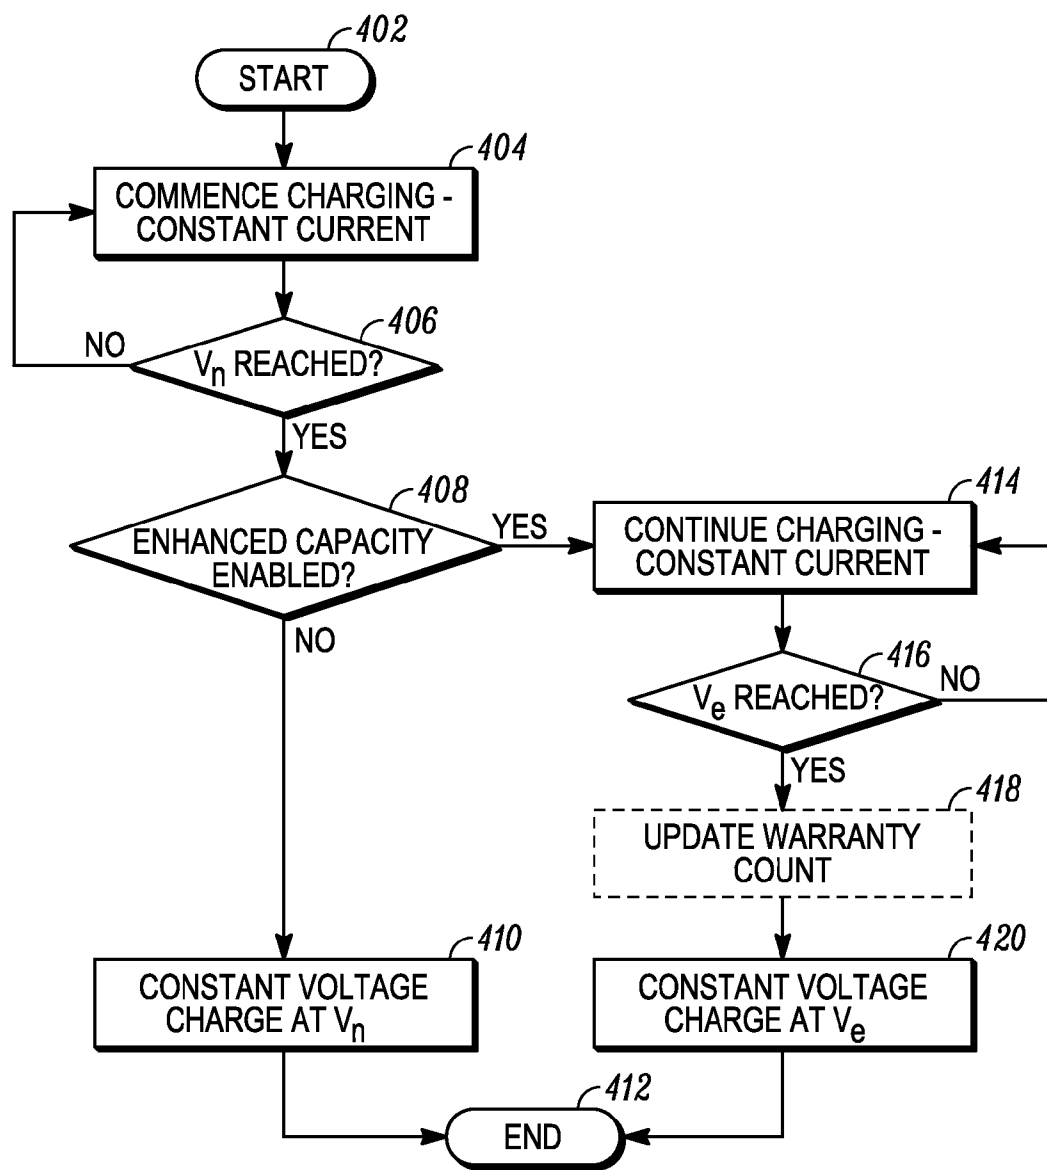 402
START
404
COMMENCE CHARGING -
CONSTANT CURRENT
406
NO
Vn REACHED?
YES
408
ENHANCED CAPACITY
ENABLED?
YES
NO
414
CONTINUE CHARGING -
CONSTANT CURRENT
416
NO
Ve REACHED?
YES
418
UPDATE WARRANTY
COUNT
410
CONSTANT VOLTAGE
CHARGE AT Vn
420
CONSTANT VOLTAGE
CHARGE AT Ve
412
END